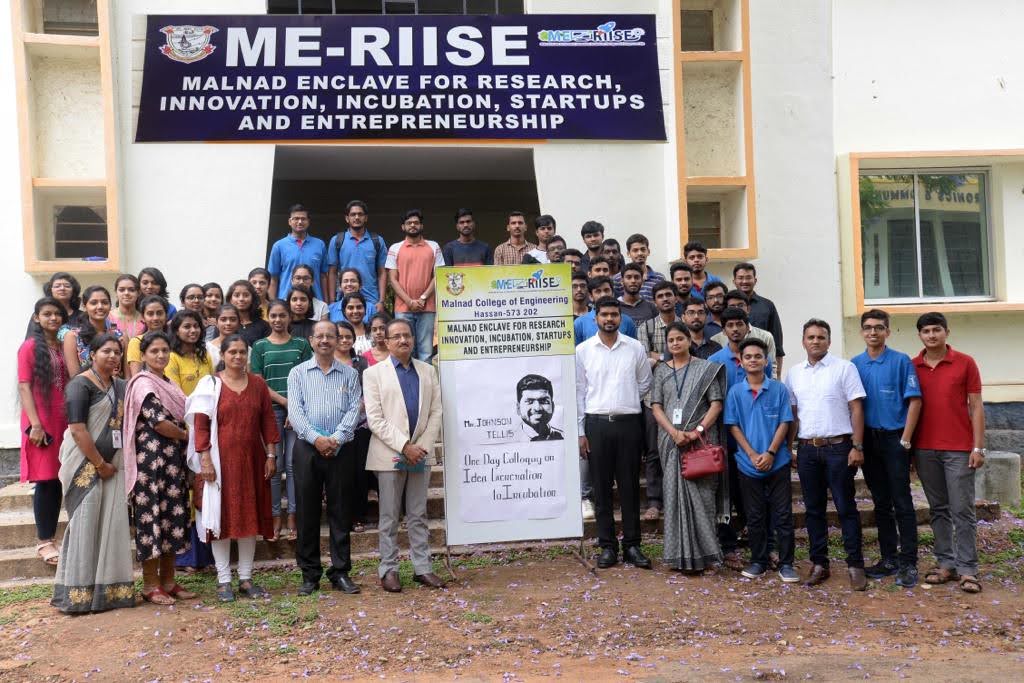 ME-RIISE
MALNAD ENCLAVE FOR RESEARCH,
INNOVATION, INCUBATION, STARTUPS
AND ENTREPRENEURSHIP
ME RIISE
RONICS & COMMUN
ME RIISE
Malnad College of Engineering
Hassan-573 202
MALNAD ENCLAVE FOR RESEARCH
INNOVATION, INCUBATION, STARTUPS
AND ENTREPRENEURSHIP
Mr. JOHNSON
TELLIS
One Day Colloquy on
Idea Generation
to Incubation